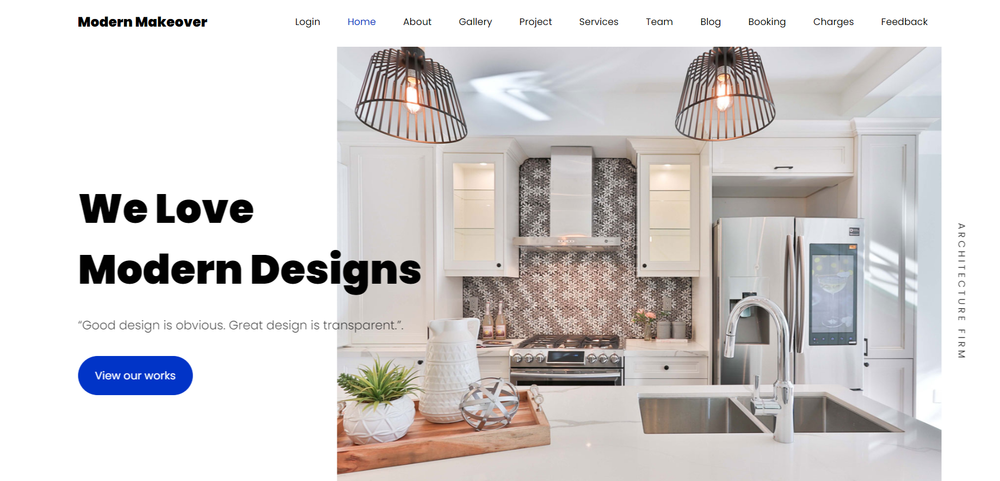 Modern Makeover
Login Home About Gallery Project Services Team Blog Booking Charges Feedback
We Love
Modern Designs
“Good design is obvious. Great design is transparent.”.
View our works
ARCHITECTURE FIRM